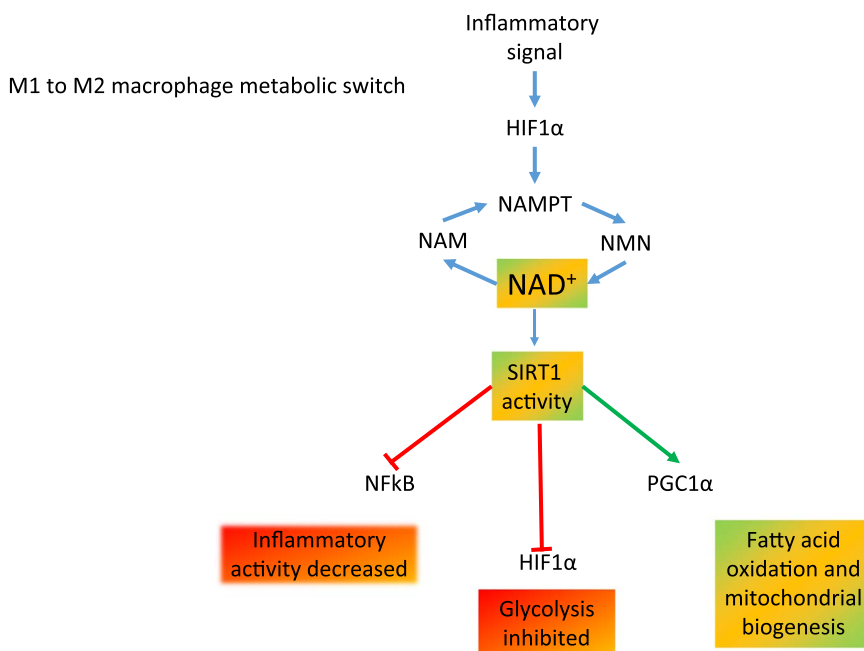 Inflammatory
signal
M1 to M2 macrophage metabolic switch
HIF1α
NAMPT
NAM
NMN
NAD⁺
SIRT1
activity
NFkB
PGC1α
Inflammatory
activity decreased
HIF1α
Glycolysis
inhibited
Fatty acid
oxidation and
mitochondrial
biogenesis